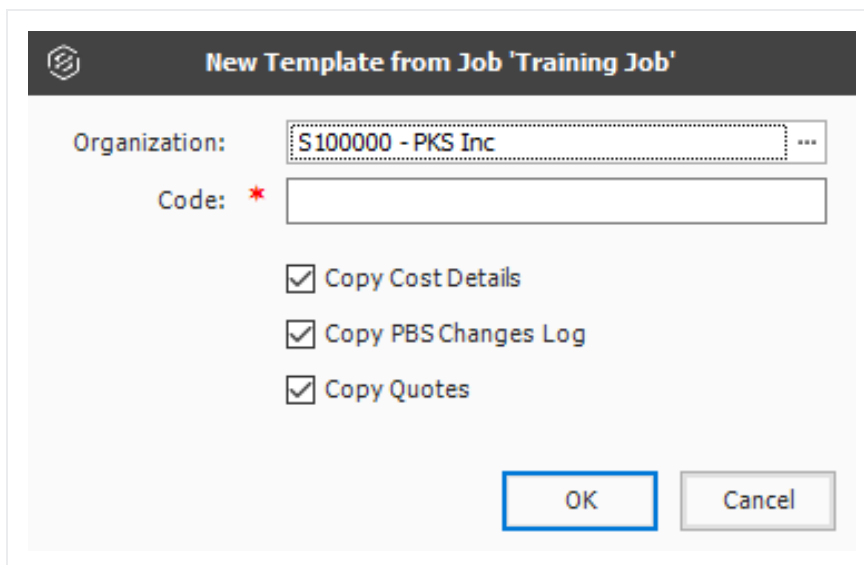 New Template from Job 'Training Job'
Organization: S100000 - PKS Inc ...
Code: *
Copy Cost Details
Copy PBS Changes Log
Copy Quotes
OK Cancel